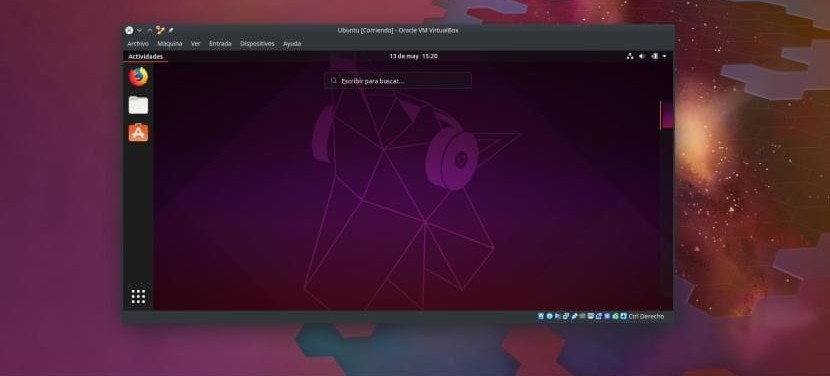 Ubuntu [Corriendo] - Oracle VM VirtualBox
Archivo Máquina Ver Entrada Dispositivos Ayuda
Actividades 13 de may 15:20
Escribir para buscar...
Ctrl Derecho